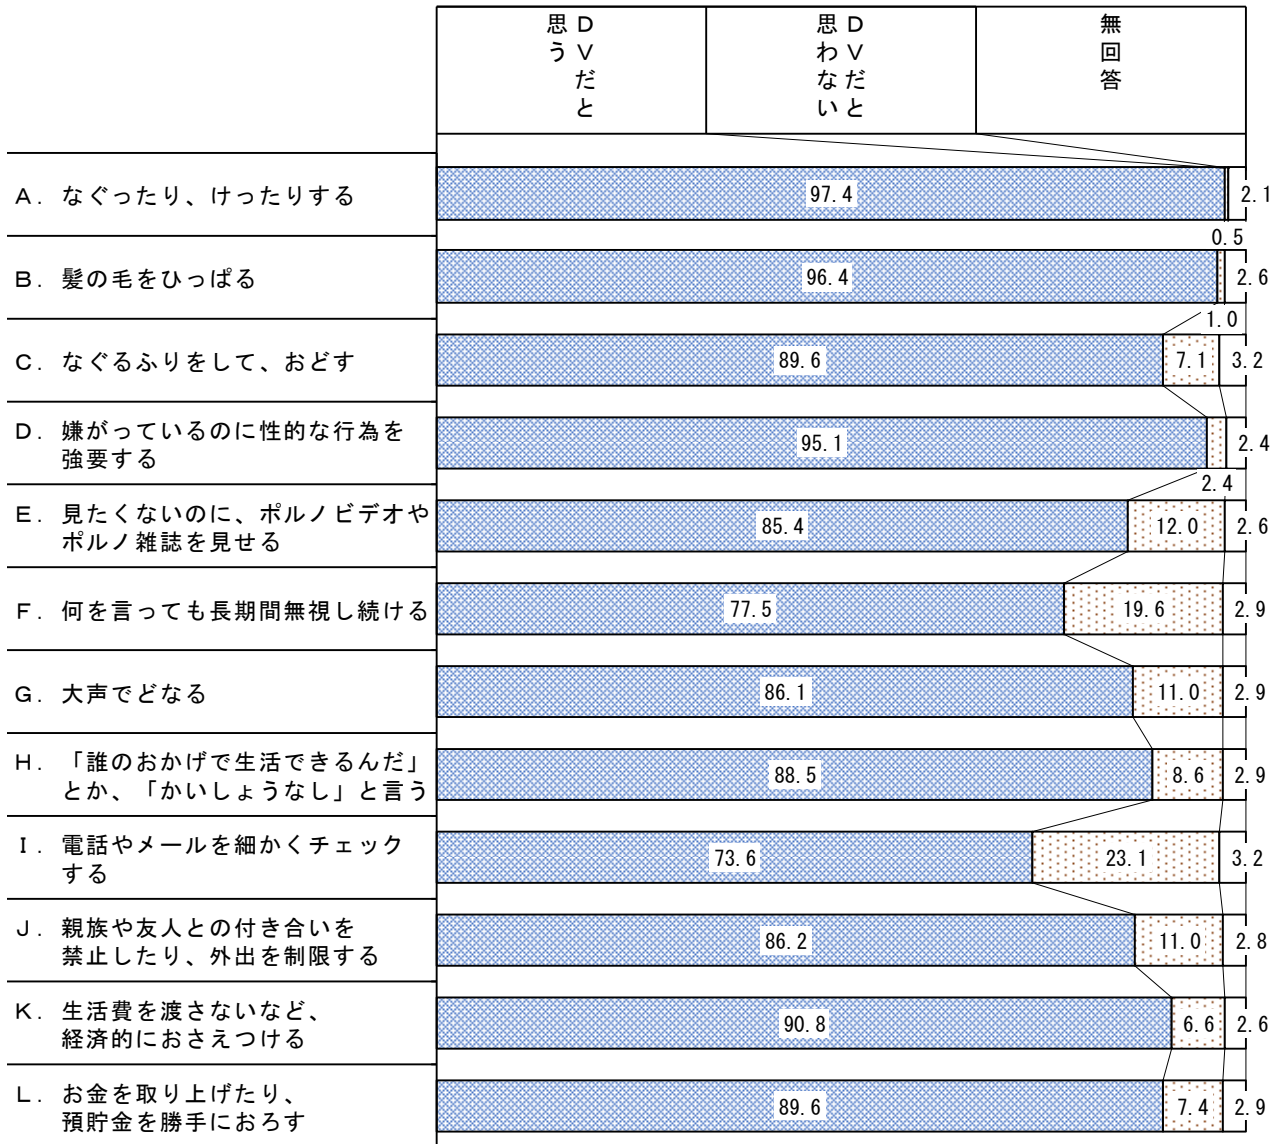 ＤＶだと
思う
ＤＶだと
思わない
無回答
Ａ．なぐったり、けったりする
97.4
2.1
0.5
Ｂ．髪の毛をひっぱる
96.4
2.6
1.0
Ｃ．なぐるふりをして、おどす
89.6
7.1
3.2
Ｄ．嫌がっているのに性的な行為を
強要する
95.1
2.4
2.4
Ｅ．見たくないのに、ポルノビデオや
ポルノ雑誌を見せる
85.4
12.0
2.6
Ｆ．何を言っても長期間無視し続ける
77.5
19.6
2.9
Ｇ．大声でどなる
86.1
11.0
2.9
Ｈ．「誰のおかげで生活できるんだ」
とか、「かいしょうなし」と言う
88.5
8.6
2.9
Ｉ．電話やメールを細かくチェック
する
73.6
23.1
3.2
Ｊ．親族や友人との付き合いを
禁止したり、外出を制限する
86.2
11.0
2.8
Ｋ．生活費を渡さないなど、
経済的におさえつける
90.8
6.6
2.6
Ｌ．お金を取り上げたり、
預貯金を勝手におろす
89.6
7.4
2.9